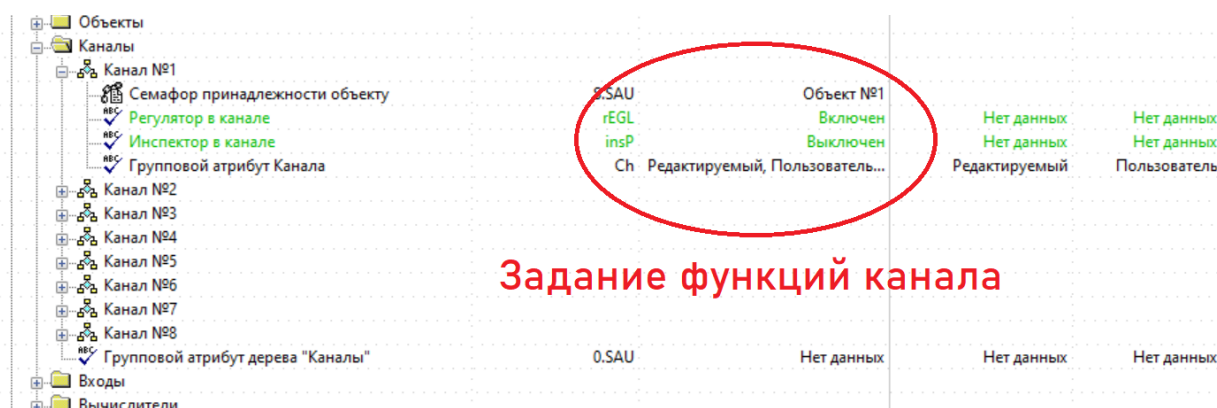 Объекты
Каналы
Канал №1
Семафор принадлежности объекту 0.SAU Объект №1
Регулятор в канале rEGL Включен Нет данных Нет данных
Инспектор в канале insP Выключен Нет данных Нет данных
Групповой атрибут Канала Ch Редактируемый, Пользователь... Редактируемый Пользователь
Канал №2
Канал №3
Канал №4
Канал №5
Канал №6
Канал №7
Канал №8
Задание функций канала
Групповой атрибут дерева "Каналы" 0.SAU Нет данных Нет данных Нет данных
Входы
Вычислители